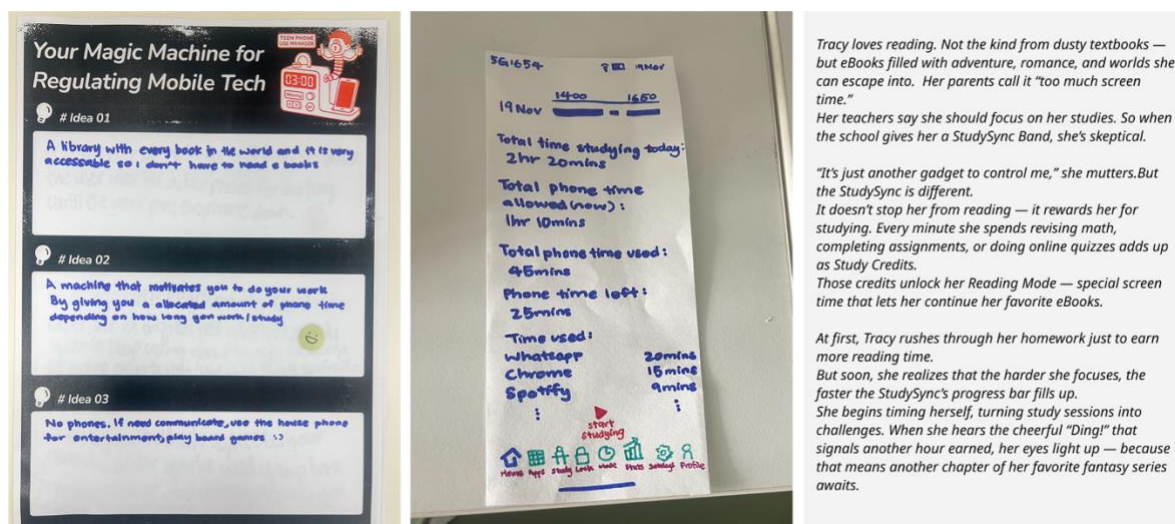 Your Magic Machine for
Regulating Mobile Tech
TEEN PHONE
USE MANAGER
03:00
# Idea 01
A library with every book in the world and it is very
accessable so i don't have to need e books
# Idea 02
A machine that motivates you to do your work
By giving you a allocated amount of phone time
depending on how long you work/study
# Idea 03
No phones. If need communicate, use the house phone
for entertainment, play board games :)
5G 1654
19 Nov
1400 1650
19 Nov
Total time studying today:
2hr 20mins
Total phone time
allowed (now):
1hr 10mins
Total phone time used:
45mins
Phone time left:
25mins
Time used:
Whatsapp 20mins
Chrome 15mins
Spotify 9mins
start
studying
Home Apps Study Lock Mode Stats Settings Profile
Tracy loves reading. Not the kind from dusty textbooks —
but eBooks filled with adventure, romance, and worlds she
can escape into. Her parents call it “too much screen
time.”
Her teachers say she should focus on her studies. So when
the school gives her a StudySync Band, she’s skeptical.
“It’s just another gadget to control me,” she mutters.But
the StudySync is different.
It doesn’t stop her from reading — it rewards her for
studying. Every minute she spends revising math,
completing assignments, or doing online quizzes adds up
as Study Credits.
Those credits unlock her Reading Mode — special screen
time that lets her continue her favorite eBooks.
At first, Tracy rushes through her homework just to earn
more reading time.
But soon, she realizes that the harder she focuses, the
faster the StudySync’s progress bar fills up.
She begins timing herself, turning study sessions into
challenges. When she hears the cheerful “Ding!” that
signals another hour earned, her eyes light up — because
that means another chapter of her favorite fantasy series
awaits.